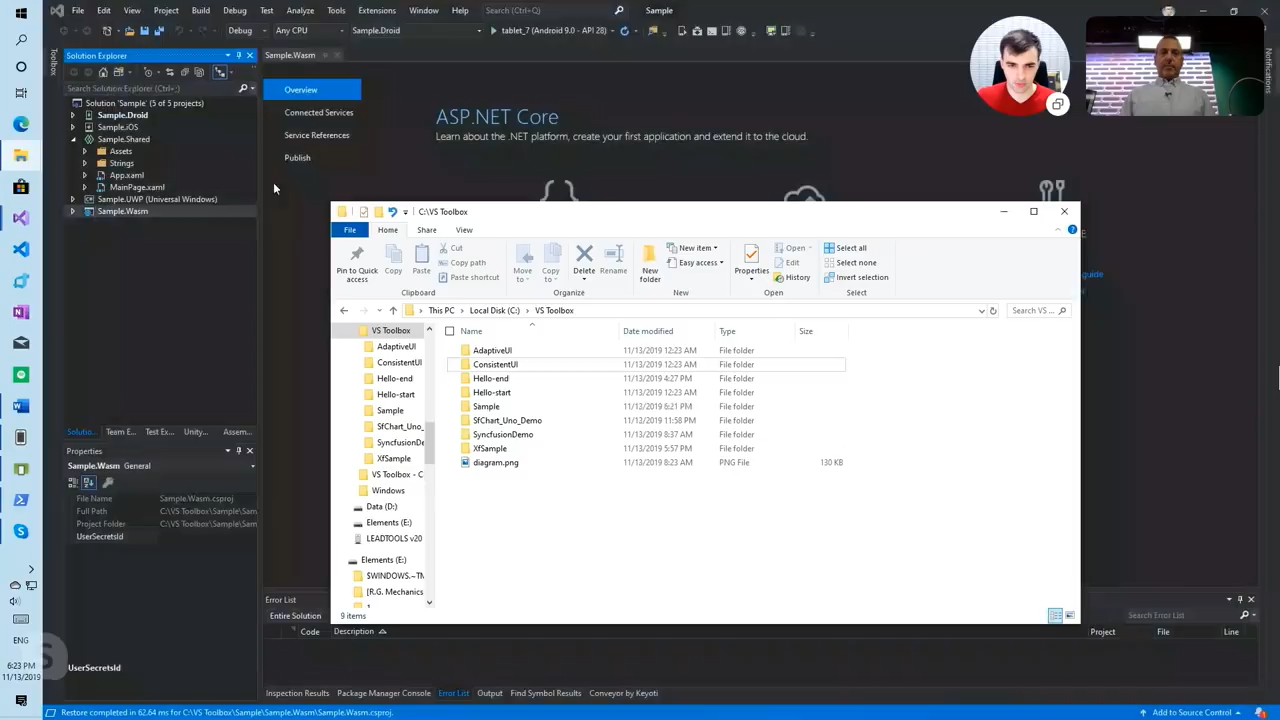 File Edit View Project Build Debug Test Analyze Tools Extensions Window Help Search (Ctrl+Q) Sample
Debug Any CPU Sample.Droid tablet_7 (Android 9.0 - API 28)
Toolbox
Notifications
Solution Explorer
Search Solution Explorer (Ctrl+;)
Solution 'Sample' (5 of 5 projects)
Sample.Droid
Sample.iOS
Sample.Shared
Assets
Strings
App.xaml
MainPage.xaml
Sample.UWP (Universal Windows)
Sample.Wasm
Solutio... Team E... Test Ex... Unity... Assem...
Properties
Sample.Wasm General
File Name Sample.Wasm.csproj
Full Path C:\VS Toolbox\Sample\Sam
Project Folder C:\VS Toolbox\Sample\Sam
UserSecretsId
UserSecretsId
Sample.Wasm
Overview
Connected Services
Service References
Publish
ASP.NET Core
Learn about the .NET platform, create your first application and extend it to the cloud.
guide
C:\VS Toolbox
File Home Share View
Pin to Quick access
Copy
Paste
Cut
Copy path
Paste shortcut
Clipboard
Move to
Copy to
Delete
Rename
Organize
New folder
New item
Easy access
New
Properties
Open
Edit
History
Open
Select all
Select none
Invert selection
Select
This PC Local Disk (C:) VS Toolbox
Search VS ...
VS Toolbox
AdaptiveUI
ConsistentUI
Hello-end
Hello-start
Sample
SfChart_Uno_
SyncfusionDe
XfSample
VS Toolbox - C
Windows
Data (D:)
Elements (E:)
LEADTOOLS v20
Elements (E:)
$WINDOWS.~TM
[R.G. Mechanics
Name Date modified Type Size
AdaptiveUI 11/13/2019 12:23 AM File folder
ConsistentUI 11/13/2019 12:23 AM File folder
Hello-end 11/13/2019 4:27 PM File folder
Hello-start 11/13/2019 12:23 AM File folder
Sample 11/13/2019 6:21 PM File folder
SfChart_Uno_Demo 11/12/2019 11:58 PM File folder
SyncfusionDemo 11/13/2019 8:37 AM File folder
XfSample 11/13/2019 5:57 PM File folder
diagram.png 11/13/2019 8:23 AM PNG File 130 KB
9 items
Error List
Entire Solution
Search Error List
Code Description Project File Line
Inspection Results Package Manager Console Error List Output Find Symbol Results Conveyor by Keyoti
Restore completed in 62.64 ms for C:\VS Toolbox\Sample\Sample.Wasm\Sample.Wasm.csproj.
Add to Source Control
ENG
6:23 PM
11/13/2019